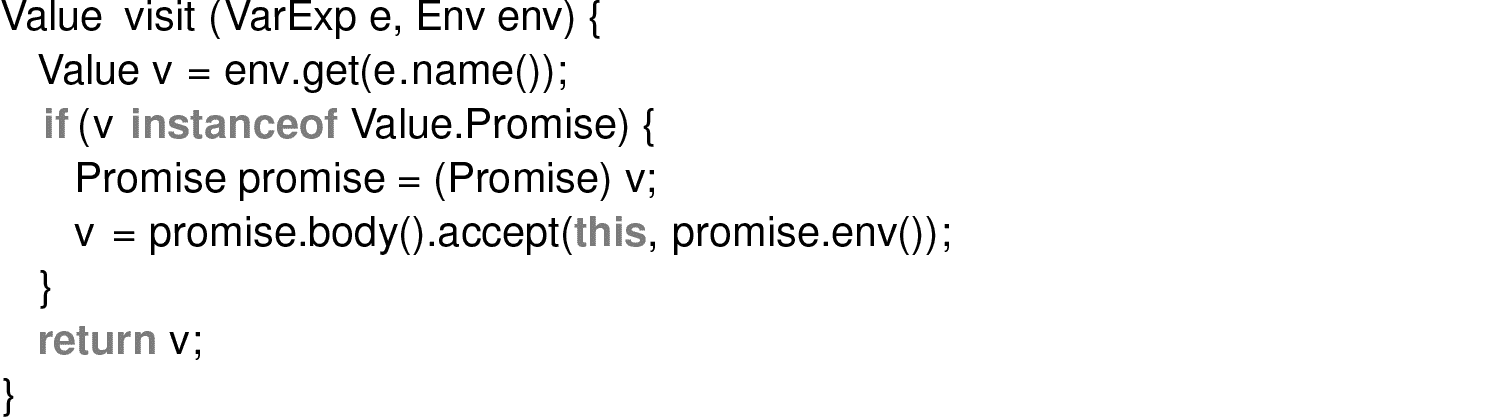 Value visit (VarExp e, Env env) {
Value v = env.get(e.name());
if (v instanceof Value.Promise) {
Promise promise = (Promise) v;
v = promise.body().accept(this, promise.env());
}
return v;
}